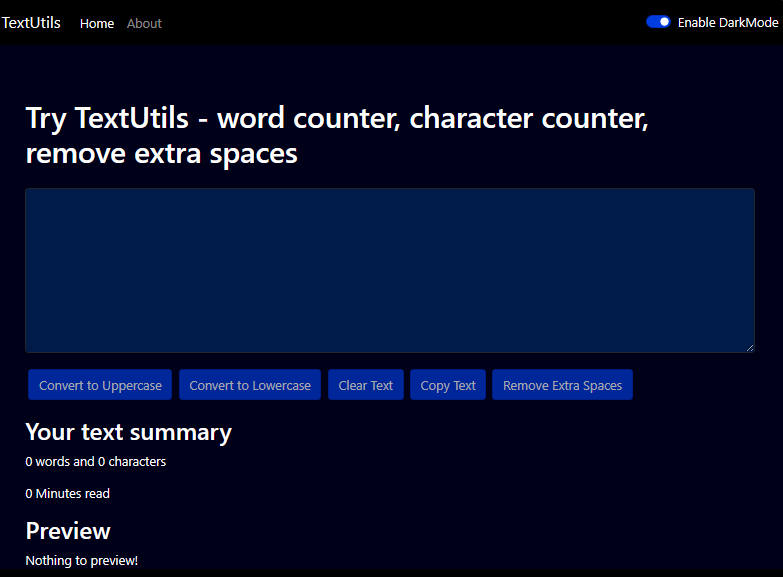 TextUtils Home About Enable DarkMode
Try TextUtils - word counter, character counter,
remove extra spaces
Convert to Uppercase Convert to Lowercase Clear Text Copy Text Remove Extra Spaces
Your text summary
0 words and 0 characters
0 Minutes read
Preview
Nothing to preview!